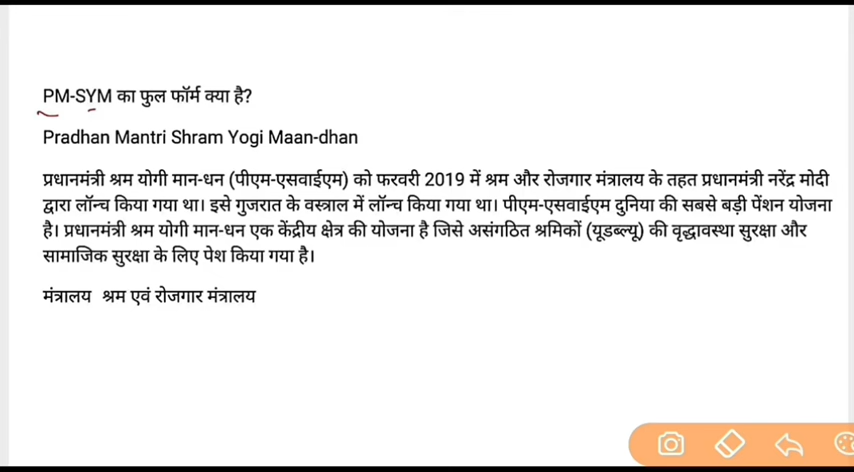 PM-SYM का फुल फॉर्म क्या है?
Pradhan Mantri Shram Yogi Maan-dhan
प्रधानमंत्री श्रम योगी मान-धन (पीएम-एसवाईएम) को फरवरी 2019 में श्रम और रोजगार मंत्रालय के तहत प्रधानमंत्री नरेंद्र मोदी
द्वारा लॉन्च किया गया था। इसे गुजरात के वस्त्राल में लॉन्च किया गया था। पीएम-एसवाईएम दुनिया की सबसे बड़ी पेंशन योजना
है। प्रधानमंत्री श्रम योगी मान-धन एक केंद्रीय क्षेत्र की योजना है जिसे असंगठित श्रमिकों (यूडब्ल्यू) की वृद्धावस्था सुरक्षा और
सामाजिक सुरक्षा के लिए पेश किया गया है।
मंत्रालय श्रम एवं रोजगार मंत्रालय